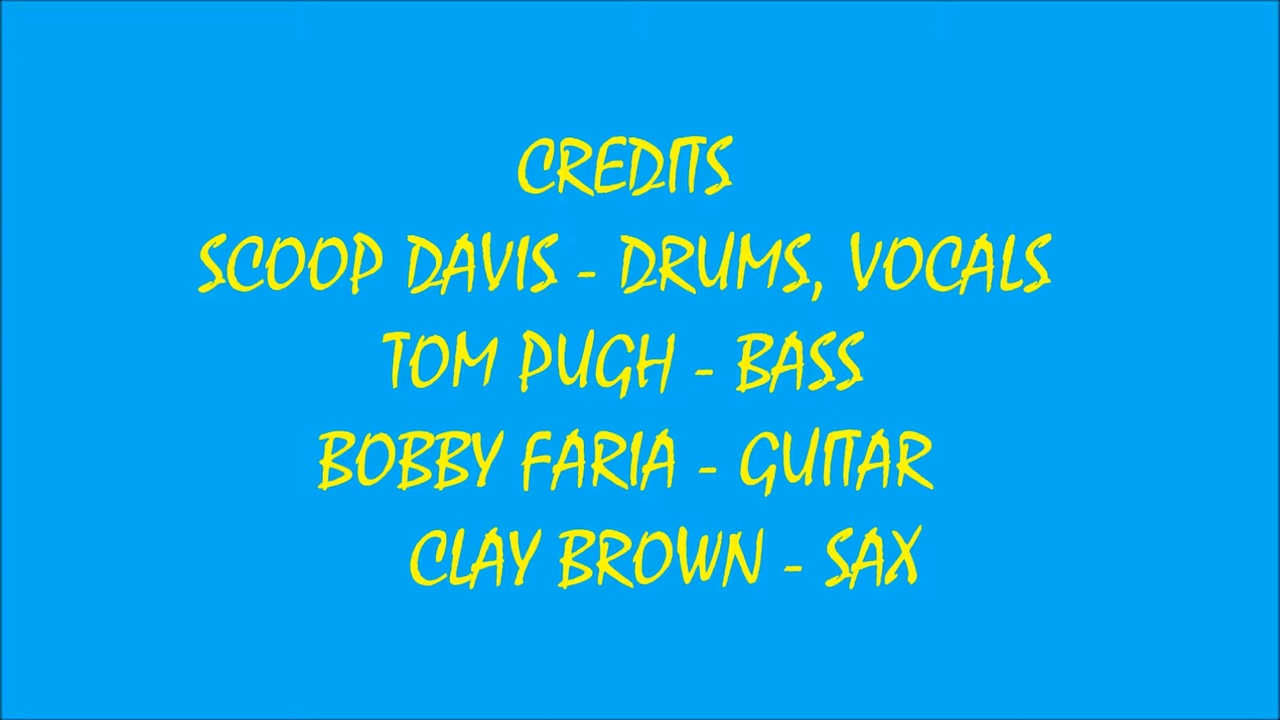 CREDITS
SCOOP DAVIS - DRUMS, VOCALS
TOM PUGH - BASS
BOBBY FARIA - GUITAR
CLAY BROWN - SAX